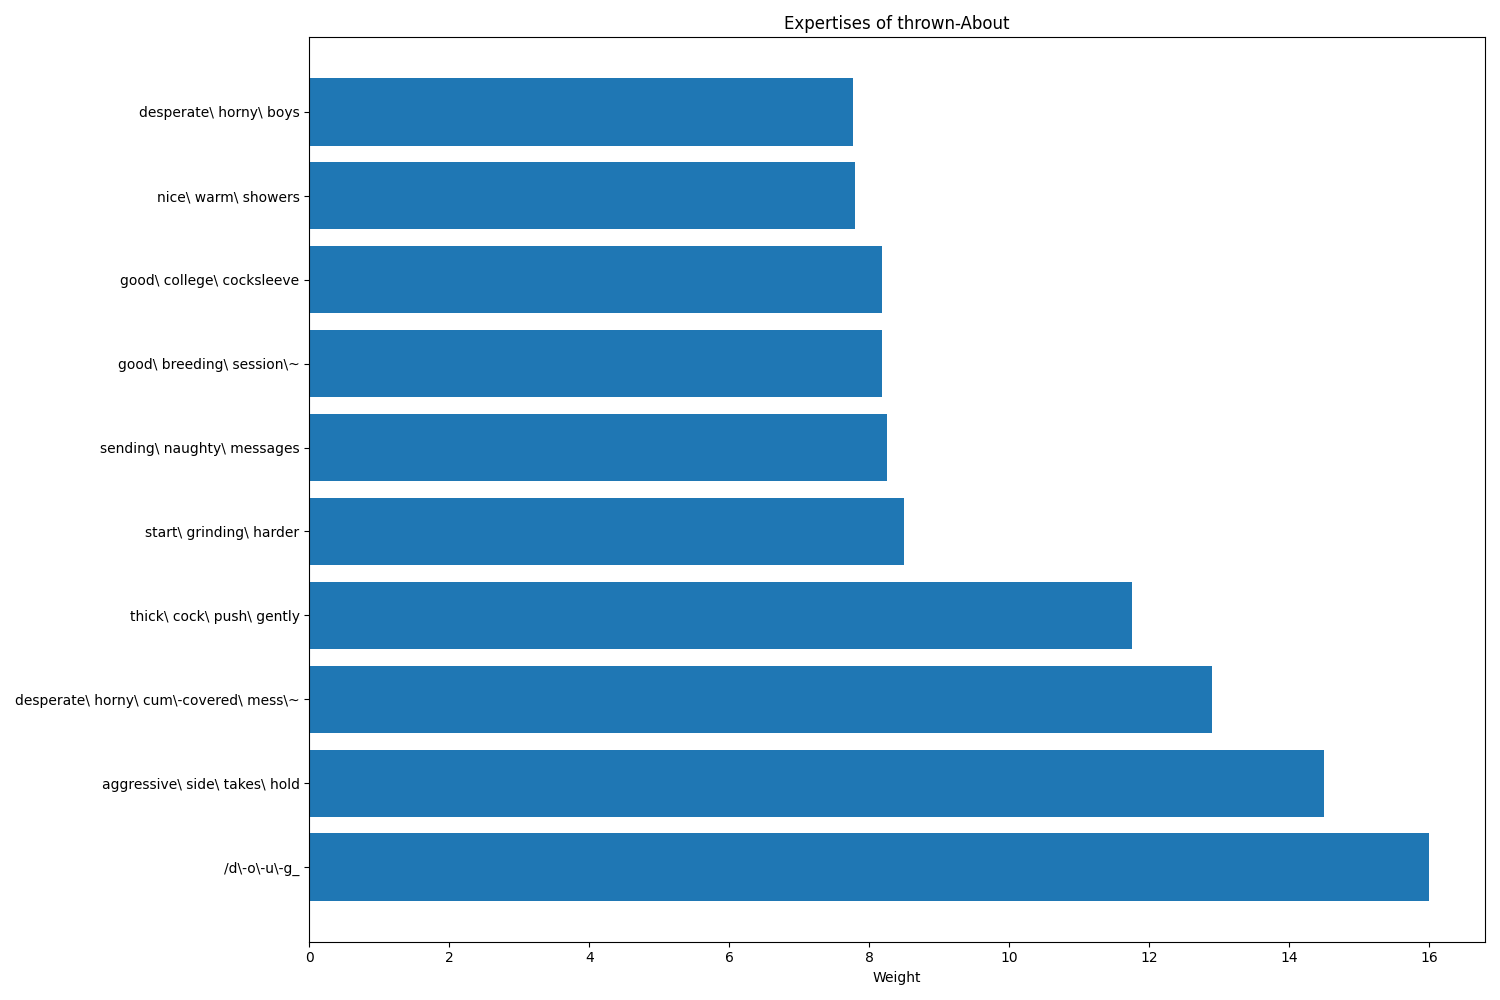 Expertises of thrown-About
desperate\ horny\ boys
nice\ warm\ showers
good\ college\ cocksleeve
good\ breeding\ session\~
sending\ naughty\ messages
start\ grinding\ harder
thick\ cock\ push\ gently
desperate\ horny\ cum\-covered\ mess\~
aggressive\ side\ takes\ hold
/d\-o\-u\-g_
0 2 4 6 8 10 12 14 16
Weight